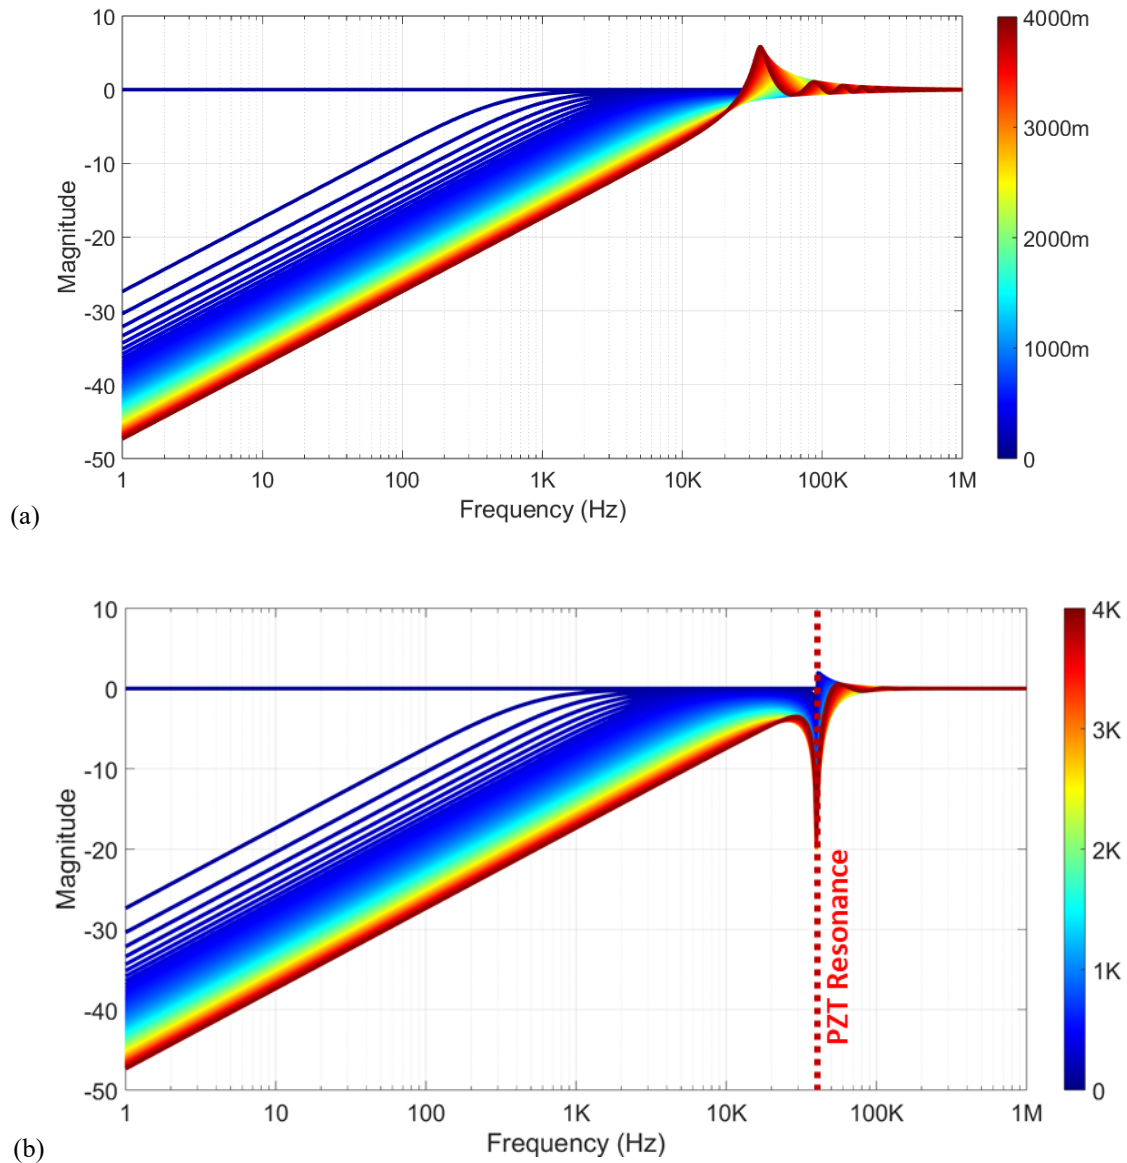 10
0
-10
-20
-30
-40
-50
Magnitude
1
10
100
1K
10K
100K
1M
Frequency (Hz)
4000m
3000m
2000m
1000m
0
(a)
10
0
-10
-20
-30
-40
-50
Magnitude
PZT Resonance
1
10
100
1K
10K
100K
1M
Frequency (Hz)
4K
3K
2K
1K
0
(b)